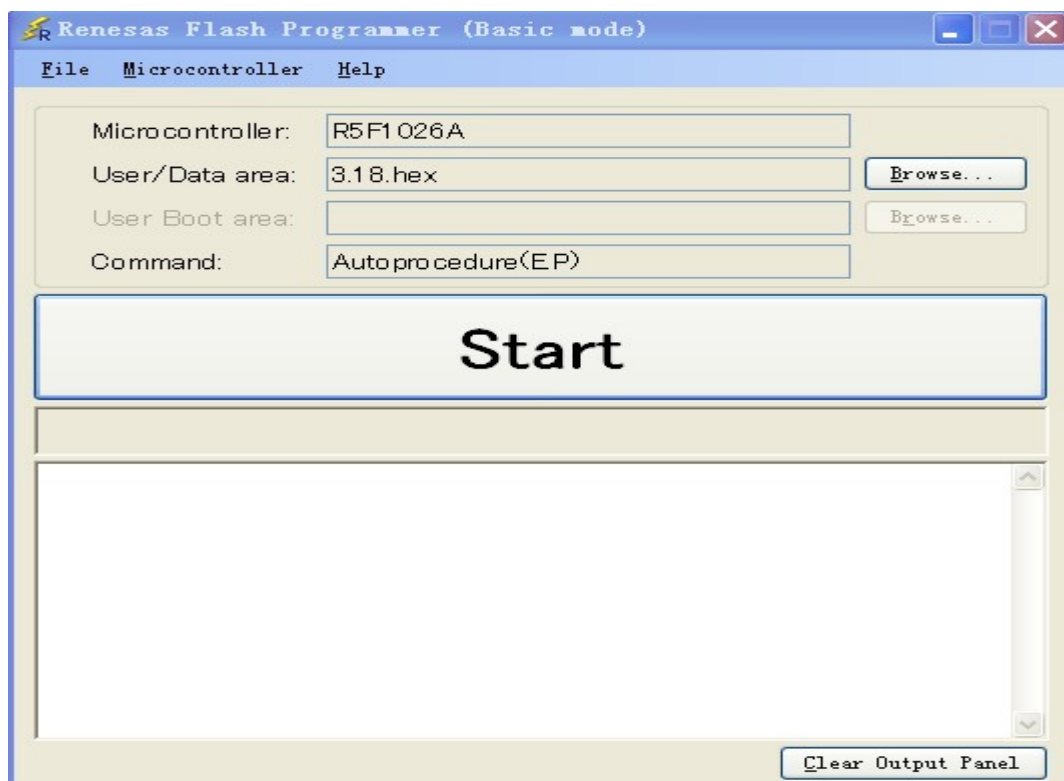 Renesas Flash Programmer (Basic mode)
File Microcontroller Help
Microcontroller: R5F1026A
User/Data area: 3.18.hex Browse...
User Boot area: Browse...
Command: Autoprocedure(EP)
Start
Clear Output Panel